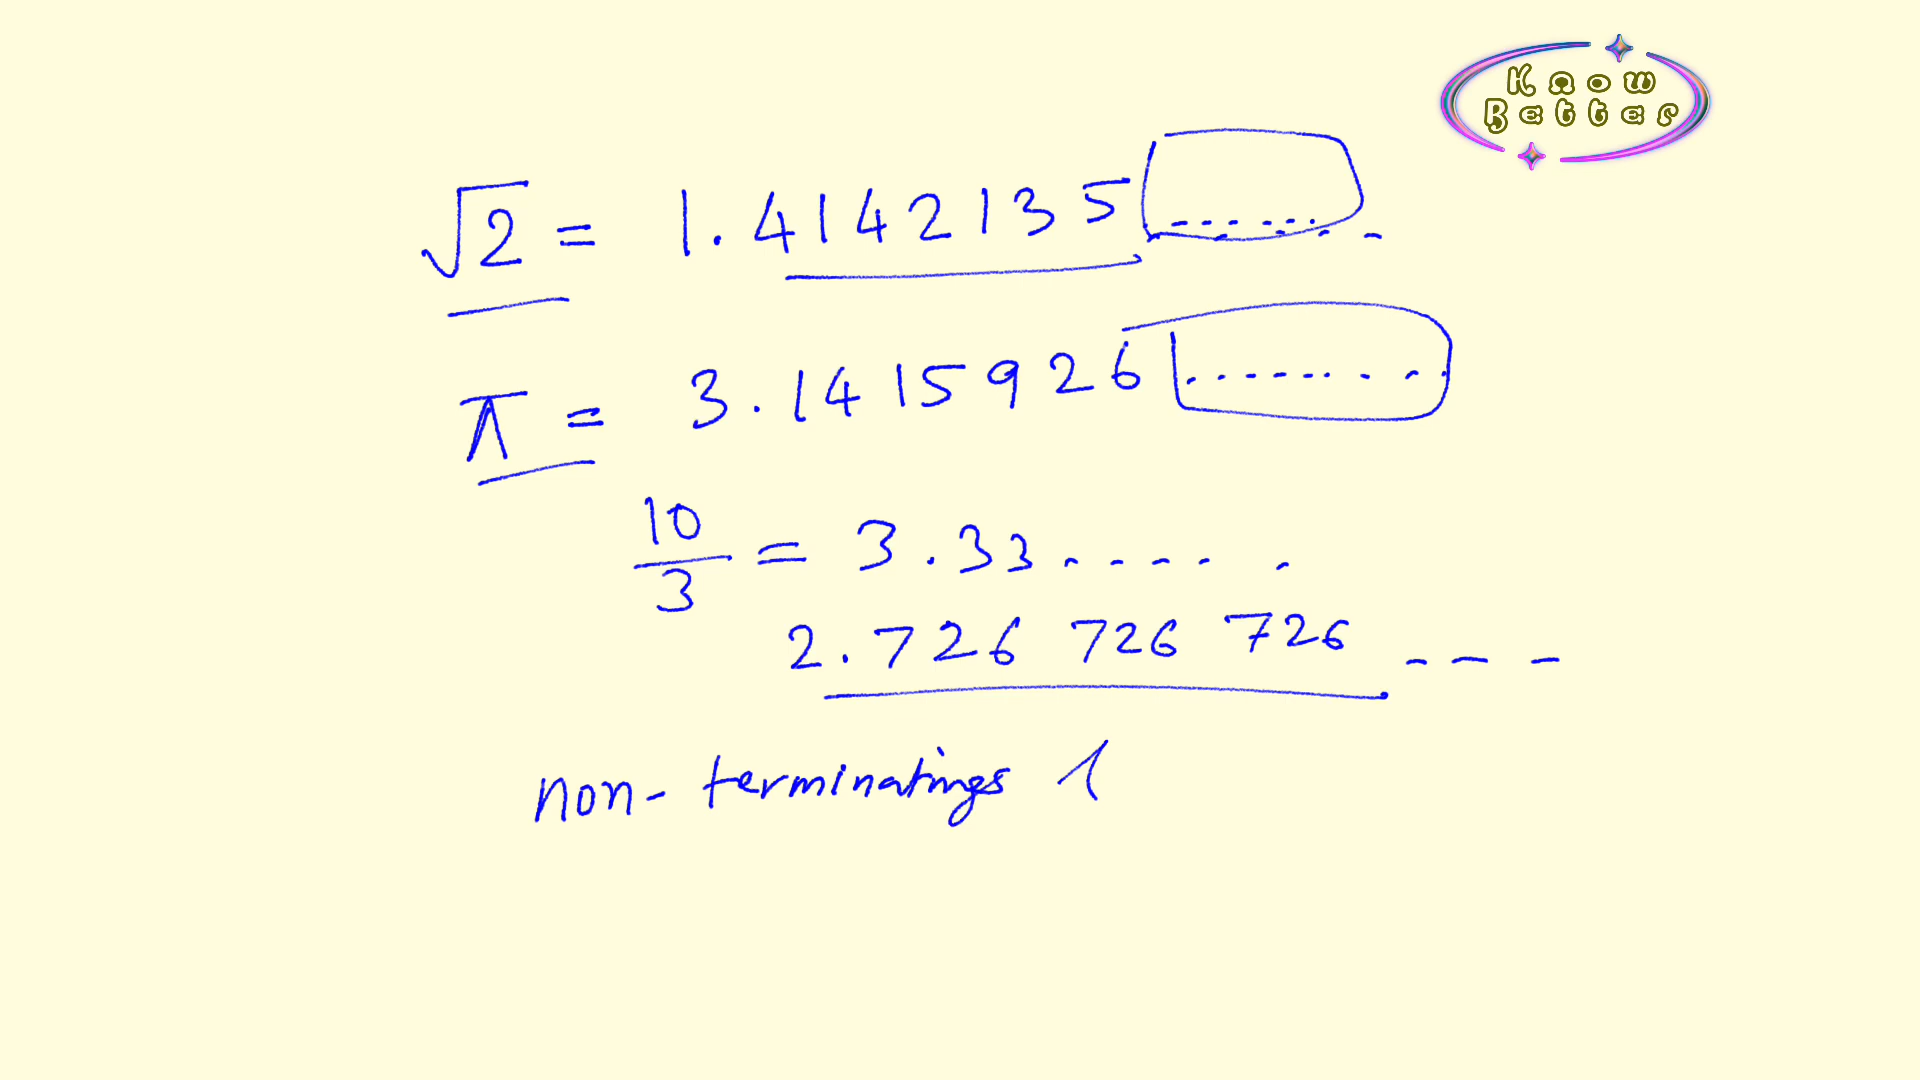 Know
Better
√2 = 1.4142135...........
π = 3.1415926..........
10/3 = 3.33.... .
2.726 726 726 ---
non-terminatings